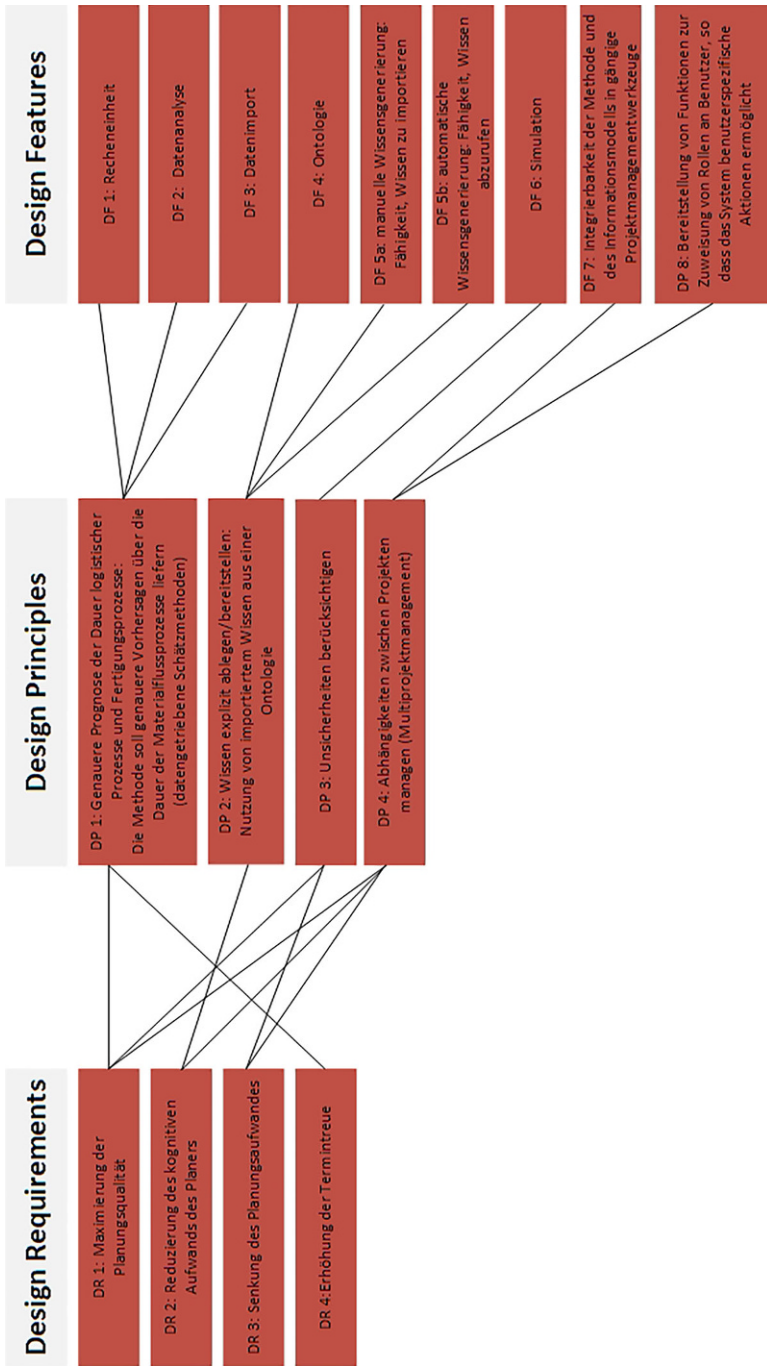 Design Requirements
DR 1: Maximierung der
Planungsqualität
DR 2: Reduzierung des kognitiven
Aufwands des Planers
DR 3: Senkung des Planungsaufwandes
DR 4:Erhöhung der Termintreue
Design Principles
DP 1: Genauere Prognose der Dauer logistischer
Prozesse und Fertigungsprozesse:
Die Methode soll genauere Vorhersagen über die
Dauer der Materialflussprozesse liefern
(datengetriebene Schätzmethoden)
DP 2: Wissen explizit ablegen/bereitstellen:
Nutzung von importiertem Wissen aus einer
Ontologie
DP 3: Unsicherheiten berücksichtigen
DP 4: Abhängigkeiten zwischen Projekten
managen (Multiprojektmanagement)
Design Features
DF 1: Recheneinheit
DF 2: Datenanalyse
DF 3: Datenimport
DF 4: Ontologie
DF 5a: manuelle Wissensgenerierung:
Fähigkeit, Wissen zu importieren
DF 5b: automatische
Wissensgenerierung: Fähigkeit, Wissen
abzurufen
DF 6: Simulation
DF 7: Integrierbarkeit der Methode und
des Informationsmodells in gängige
Projektmanagementwerkzeuge
DP 8: Bereitstellung von Funktionen zur
Zuweisung von Rollen an Benutzer, so
dass das System benutzerspezifische
Aktionen ermöglicht